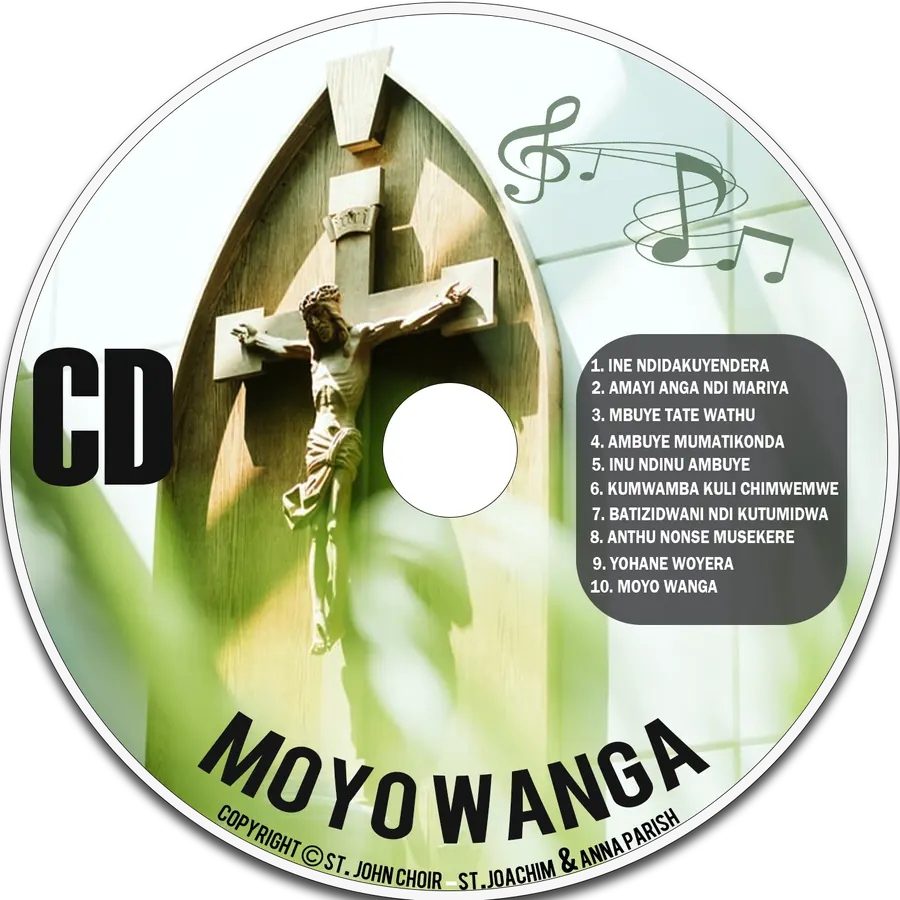 CD
1. INE NDIDAKUYENDERA
2. AMAYI ANGA NDI MARIYA
3. MBUYE TATE WATHU
4. AMBUYE MUMATIKONDA
5. INU NDINU AMBUYE
6. KUMWAMBA KULI CHIMWEMWE
7. BATIZIDWANI NDI KUTUMIDWA
8. ANTHU NONSE MUSEKERE
9. YOHANE WOYERA
10. MOYO WANGA
MOYO WANGA
COPYRIGHT © ST. JOHN CHOIR - ST.JOACHIM & ANNA PARISH